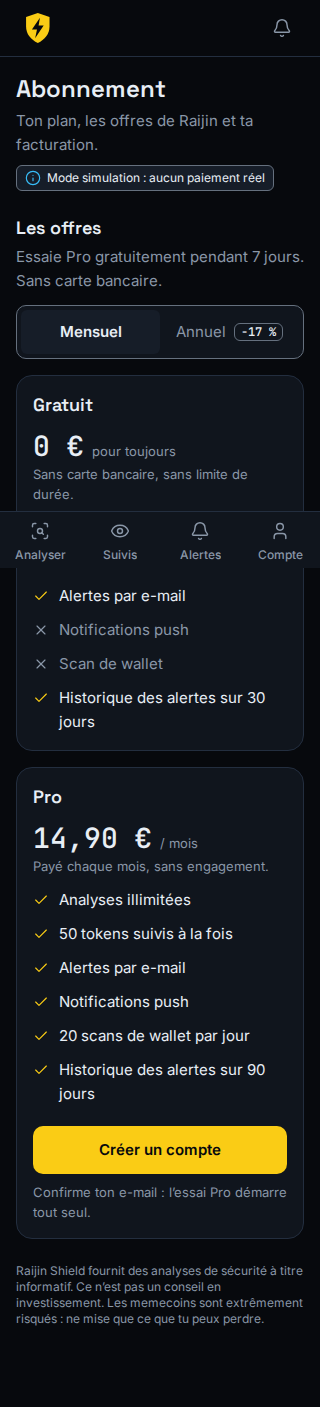 Abonnement
Ton plan, les offres de Raijin et ta
facturation.
Mode simulation : aucun paiement réel
Les offres
Essaie Pro gratuitement pendant 7 jours.
Sans carte bancaire.
Mensuel
Annuel -17 %
Gratuit
0 € pour toujours
Sans carte bancaire, sans limite de
durée.
Analyser Suivis Alertes Compte
Alertes par e-mail
Notifications push
Scan de wallet
Historique des alertes sur 30
jours
Pro
14,90 € / mois
Payé chaque mois, sans engagement.
Analyses illimitées
50 tokens suivis à la fois
Alertes par e-mail
Notifications push
20 scans de wallet par jour
Historique des alertes sur 90
jours
Créer un compte
Confirme ton e-mail : l’essai Pro démarre
tout seul.
Raijin Shield fournit des analyses de sécurité à titre
informatif. Ce n’est pas un conseil en
investissement. Les memecoins sont extrêmement
risqués : ne mise que ce que tu peux perdre.